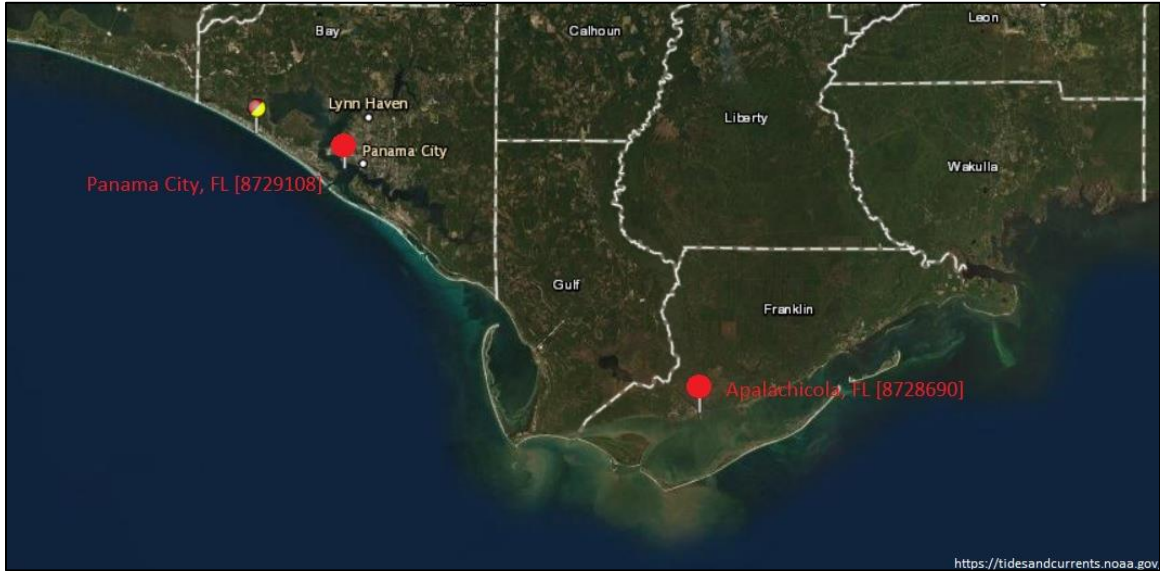 Bay
Calhoun
Leon
Lynn Haven
Liberty
Panama City
Wakulla
Panama City, FL [8729108]
Gulf
Franklin
Apalachicola, FL [8728690]
https://tidesandcurrents.noaa.gov